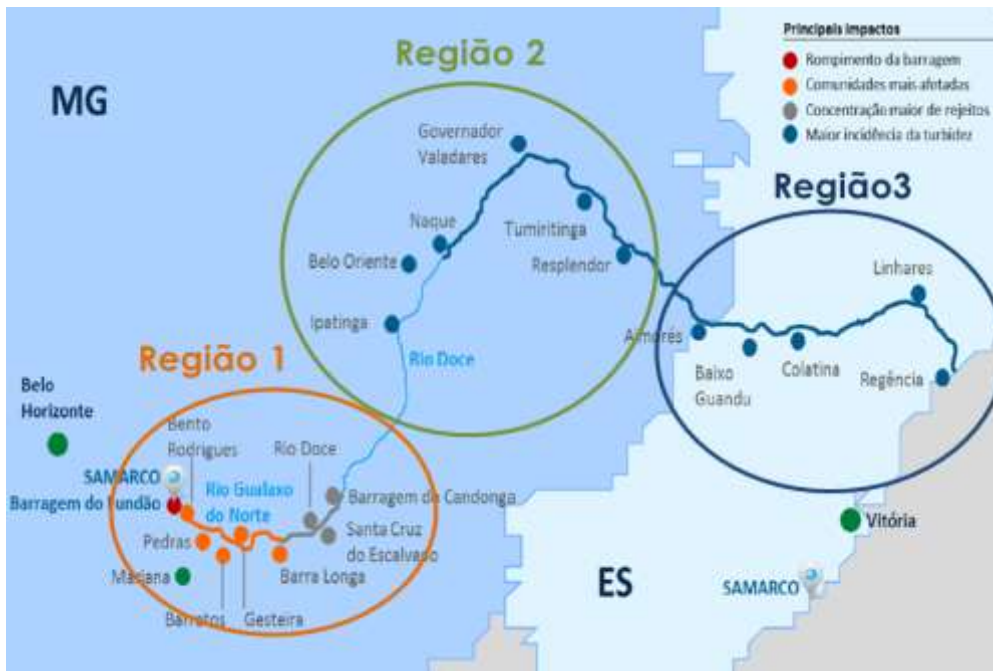 Principais Impactos
Rompimento da barragem
Comunidades mais afetadas
Concentração maior de rejeitos
Maior incidência da turbidez
MG
Região 2
Governador
Valadares
Naque
Tumiritinga
Belo Oriente
Resplendor
Ipatinga
Rio Doce
Região3
Linhares
Aimorés
Baixo
Guandu
Colatina
Regência
Região 1
Belo
Horizonte
Bento
Rodrigues
Rio Doce
SAMARCO
Barragem do Fundão
Rio Gualaxo
do Norte
Barragem de Candonga
Pedras
Santa Cruz
do Escalvado
Mariana
Barra Longa
Barretos
Gesteira
ES
Vitória
SAMARCO